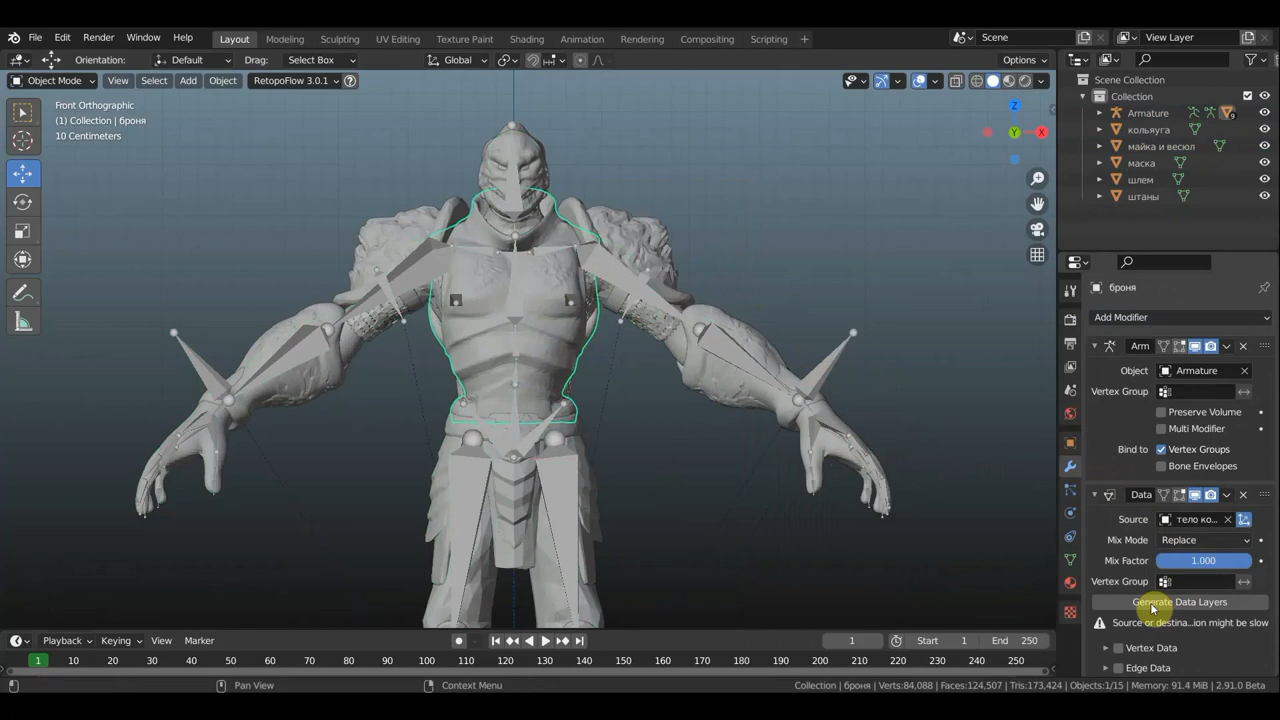 File Edit Render Window Help Layout Modeling Sculpting UV Editing Texture Paint Shading Animation Rendering Compositing Scripting + Scene View Layer
Orientation: Default Drag: Select Box Global Options
Object Mode View Select Add Object RetopoFlow 3.0.1
Front Orthographic
(1) Collection | броня
10 Centimeters
Z
Y
X
Scene Collection
Collection
Armature
9
кольяуга
майка и весюл
маска
шлем
штаны
броня
Add Modifier
Arm
Object Armature
Vertex Group
Preserve Volume
Multi Modifier
Bind to Vertex Groups
Bone Envelopes
Data
Source тело ко...
Mix Mode Replace
Mix Factor 1.000
Vertex Group
Generate Data Layers
Source or destina...ion might be slow
Vertex Data
Edge Data
Playback Keying View Marker 1 Start 1 End 250
1 10 20 30 40 50 60 70 80 90 100 110 120 130 140 150 160 170 180 190 200 210 220 230 240 250
Pan View Context Menu Collection | броня | Verts:84,088 | Faces:124,507 | Tris:173,424 | Objects:1/15 | Memory: 91.4 MiB | 2.91.0 Beta